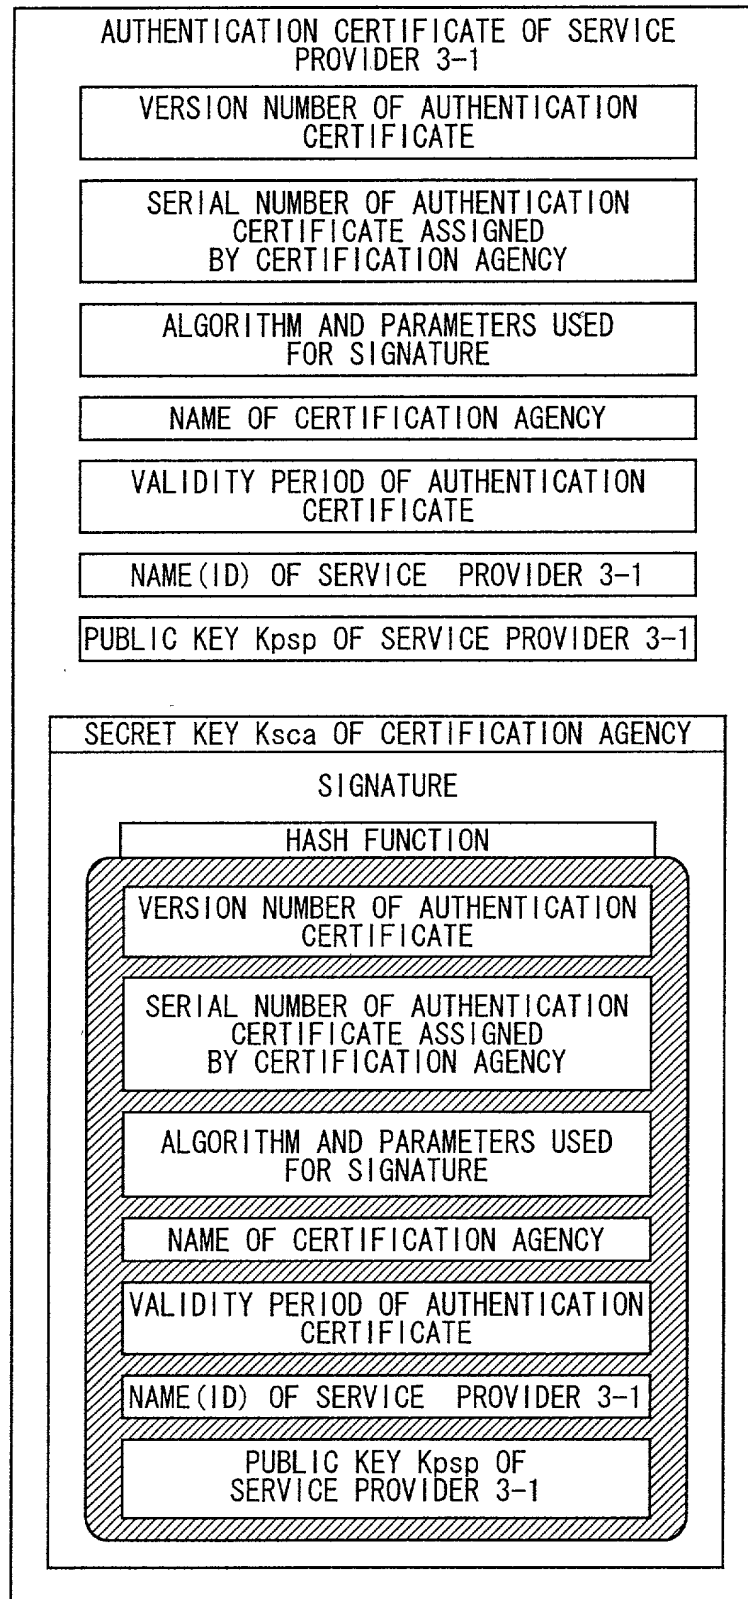 AUTHENTICATION CERTIFICATE OF SERVICE
PROVIDER 3-1
VERSION NUMBER OF AUTHENTICATION
CERTIFICATE
SERIAL NUMBER OF AUTHENTICATION
CERTIFICATE ASSIGNED
BY CERTIFICATION AGENCY
ALGORITHM AND PARAMETERS USED
FOR SIGNATURE
NAME OF CERTIFICATION AGENCY
VALIDITY PERIOD OF AUTHENTICATION
CERTIFICATE
NAME(ID) OF SERVICE PROVIDER 3-1
PUBLIC KEY Kpsp OF SERVICE PROVIDER 3-1
SECRET KEY Ksca OF CERTIFICATION AGENCY
SIGNATURE
HASH FUNCTION
VERSION NUMBER OF AUTHENTICATION
CERTIFICATE
SERIAL NUMBER OF AUTHENTICATION
CERTIFICATE ASSIGNED
BY CERTIFICATION AGENCY
ALGORITHM AND PARAMETERS USED
FOR SIGNATURE
NAME OF CERTIFICATION AGENCY
VALIDITY PERIOD OF AUTHENTICATION
CERTIFICATE
NAME(ID) OF SERVICE PROVIDER 3-1
PUBLIC KEY Kpsp OF
SERVICE PROVIDER 3-1